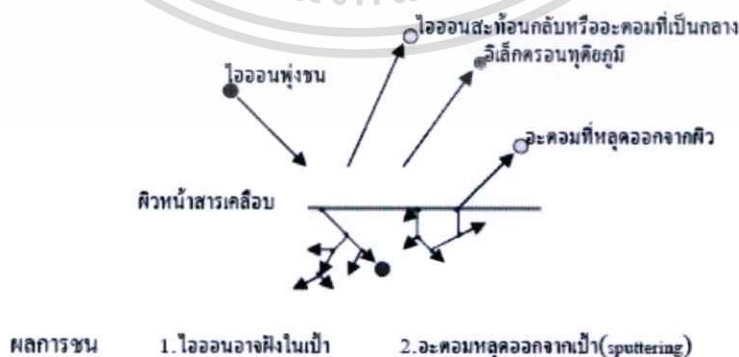 ไอออนสะท้อนกลับหรืออะตอมที่เป็นกลาง
อิเล็กตรอนทุติยภูมิ
ไอออนพุ่งชน
อะตอมที่หลุดออกจากผิว
ผิวหน้าสารเคลือบ
ผลการชน 1.ไอออนอาจฝังในเป้า 2.อะตอมหลุดออกจากเป้า(sputtering)